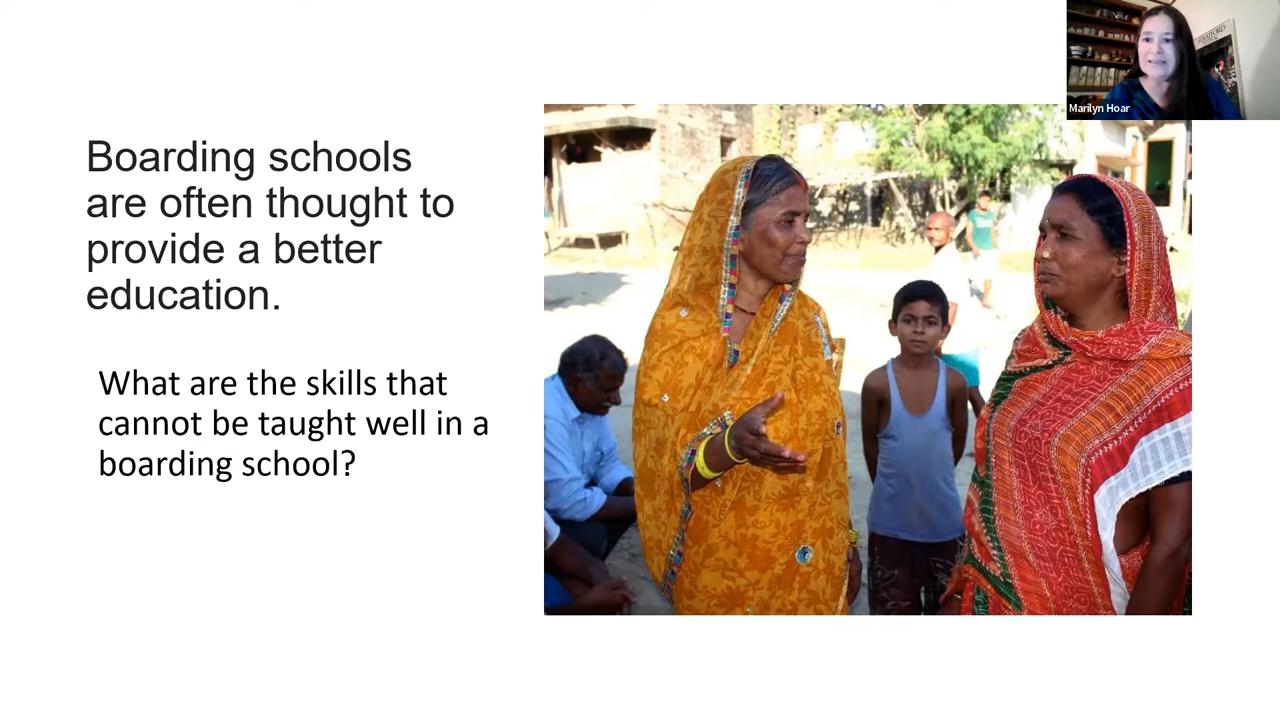 Boarding schools
are often thought to
provide a better
education.
What are the skills that
cannot be taught well in a
boarding school?
STRATFORD
Marilyn Hoar